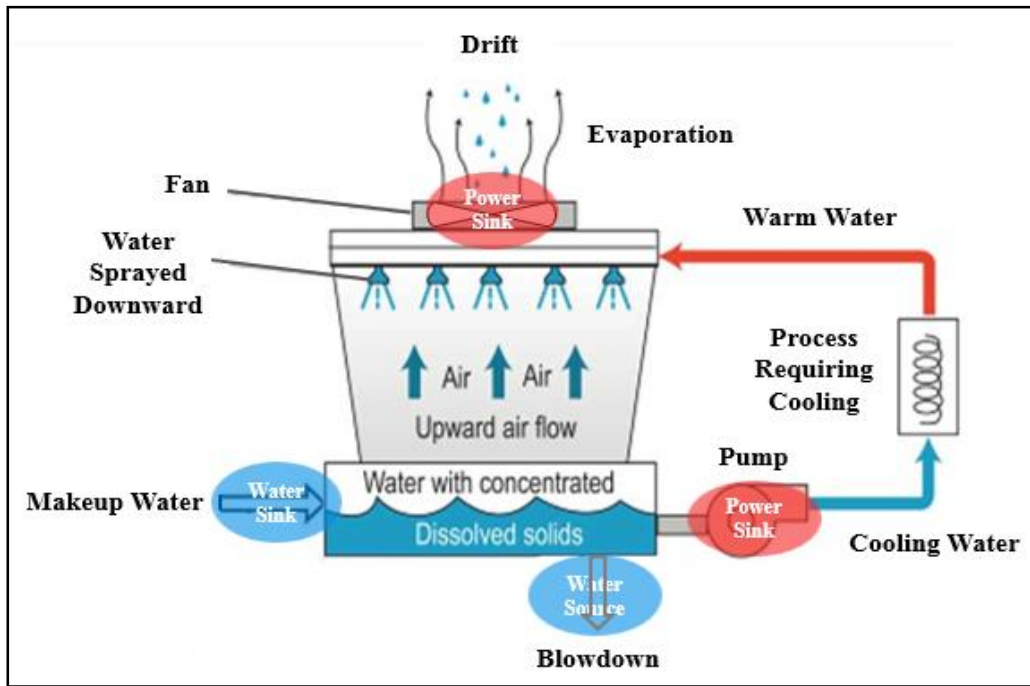 Drift
Evaporation
Fan
Power
Sink
Water
Sprayed
Downward
Warm Water
Air Air
Upward air flow
Process
Requiring
Cooling
Water with concentrated
Dissolved solids
Makeup Water
Water
Sink
Pump
Power
Sink
Cooling Water
Water
Source
Blowdown